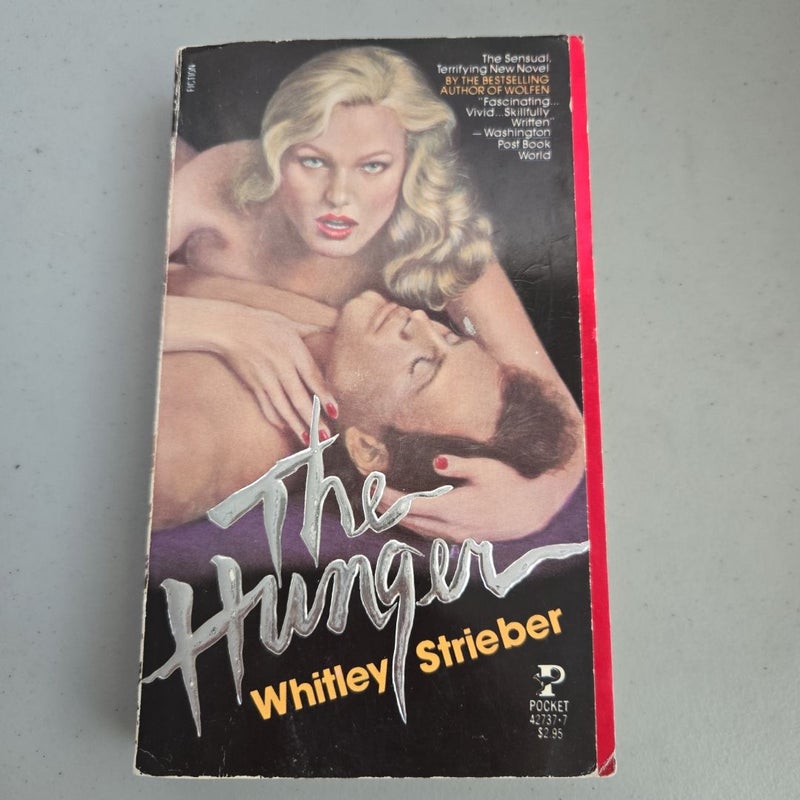 FICTION
The Sensual,
Terrifying New Novel
BY THE BESTSELLING
AUTHOR OF WOLFEN
"Fascinating...
Vivid...Skillfully
Written"
— Washington
Post Book
World
The
Hunger
Whitley Strieber
P
POCKET
42737-7
$2.95